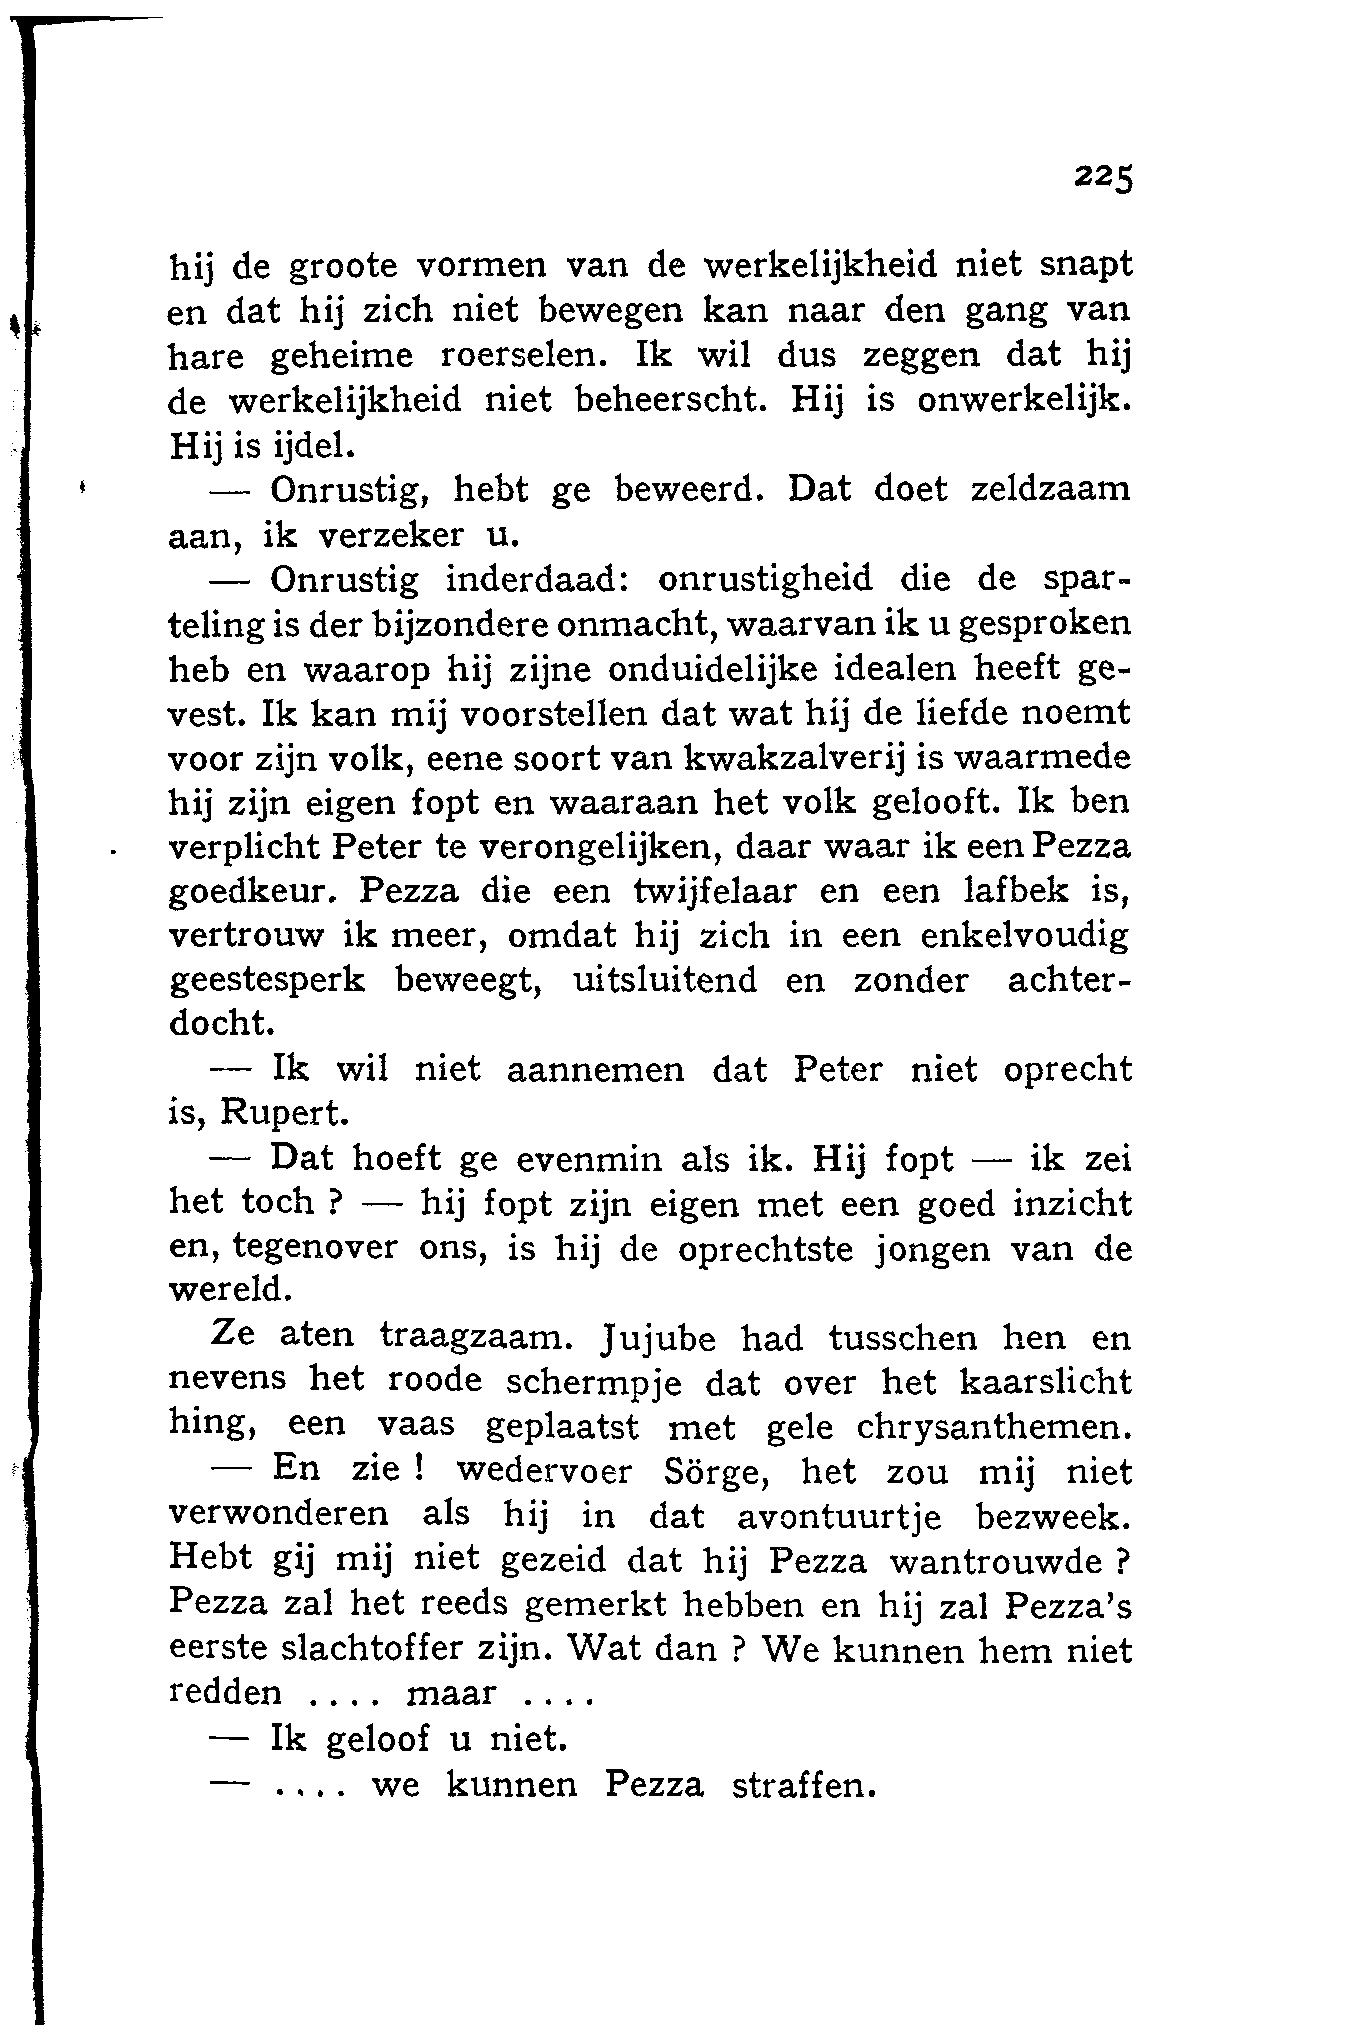 225
hij de groote vormen van de werkelijkheid niet snapt
en dat hij zich niet bewegen kan naar den gang van
hare geheime roerselen. Ik wil dus zeggen dat hij
de werkelijkheid niet beheerscht. Hij is onwerkelijk.
Hij is ijdel.
— Onrustig, hebt ge beweerd. Dat doet zeldzaam
aan, ik verzeker u.
— Onrustig inderdaad: onrustigheid die de spar-
teling is der bijzondere onmacht, waarvan ik u gesproken
heb en waarop hij zijne onduidelijke idealen heeft ge-
vest. Ik kan mij voorstellen dat wat hij de liefde noemt
voor zijn volk, eene soort van kwakzalverij is waarmede
hij zijn eigen fopt en waaraan het volk gelooft. Ik ben
verplicht Peter te verongelijken, daar waar ik een Pezza
goedkeur. Pezza die een twijfelaar en een lafbek is,
vertrouw ik meer, omdat hij zich in een enkelvoudig
geestesperk beweegt, uitsluitend en zonder achter-
docht.
— Ik wil niet aannemen dat Peter niet oprecht
is, Rupert.
— Dat hoeft ge evenmin als ik. Hij fopt — ik zei
het toch ? — hij fopt zijn eigen met een goed inzicht
en, tegenover ons, is hij de oprechtste jongen van de
wereld.
Ze aten traagzaam. Jujube had tusschen hen en
nevens het roode schermpje dat over het kaarslicht
hing, een vaas geplaatst met gele chrysanthemen.
— En zie ! wedervoer Sörge, het zou mij niet
verwonderen als hij in dat avontuurtje bezweek.
Hebt gij mij niet gezeid dat hij Pezza wantrouwde ?
Pezza zal het reeds gemerkt hebben en hij zal Pezza's
eerste slachtoffer zijn. Wat dan ? We kunnen hem niet
redden .... maar ....
— Ik geloof u niet.
— .... we kunnen Pezza straffen.